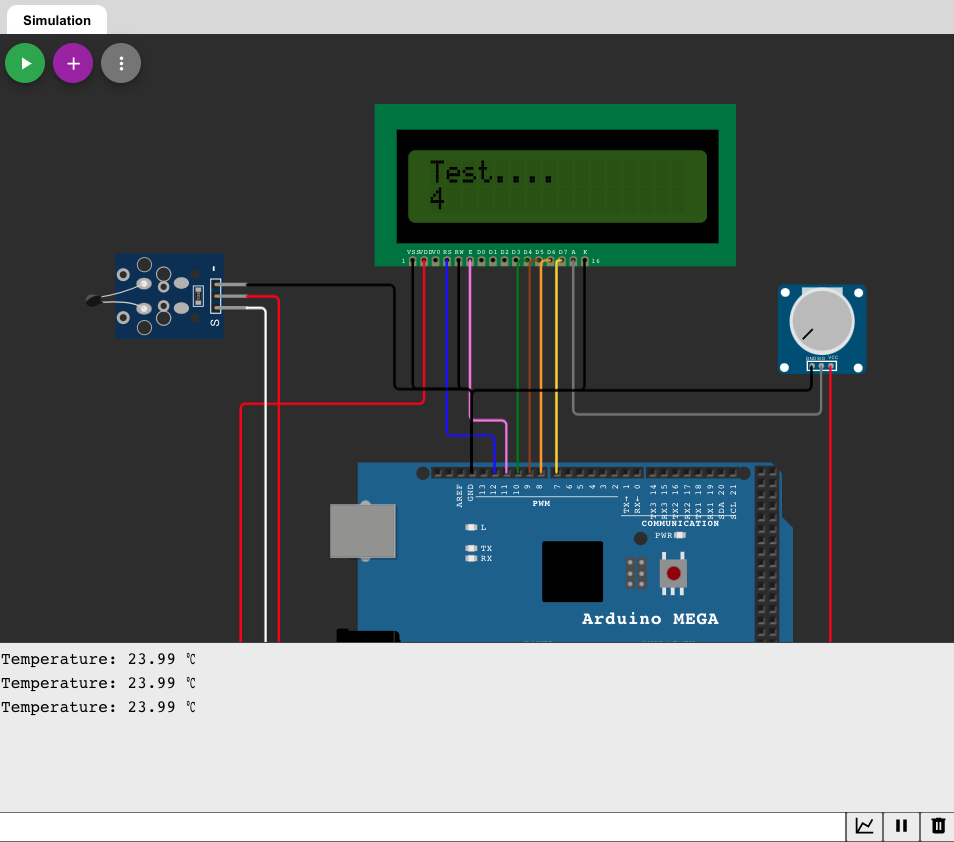 Simulation
Test....
4
VSS VDD V0 RS RW E D0 D1 D2 D3 D4 D5 D6 D7 A K
1 16
-
S
GND SIG VCC
AREF GND 13 12 11 10 9 8 7 6 5 4 3 2 TX→ 1 RX← 0 TX3 14 RX3 15 TX2 16 RX2 17 TX1 18 RX1 19 SDA 20 SCL 21
PWM
COMMUNICATION
L
PWR
TX
RX
Arduino MEGA
Temperature: 23.99 ℃
Temperature: 23.99 ℃
Temperature: 23.99 ℃